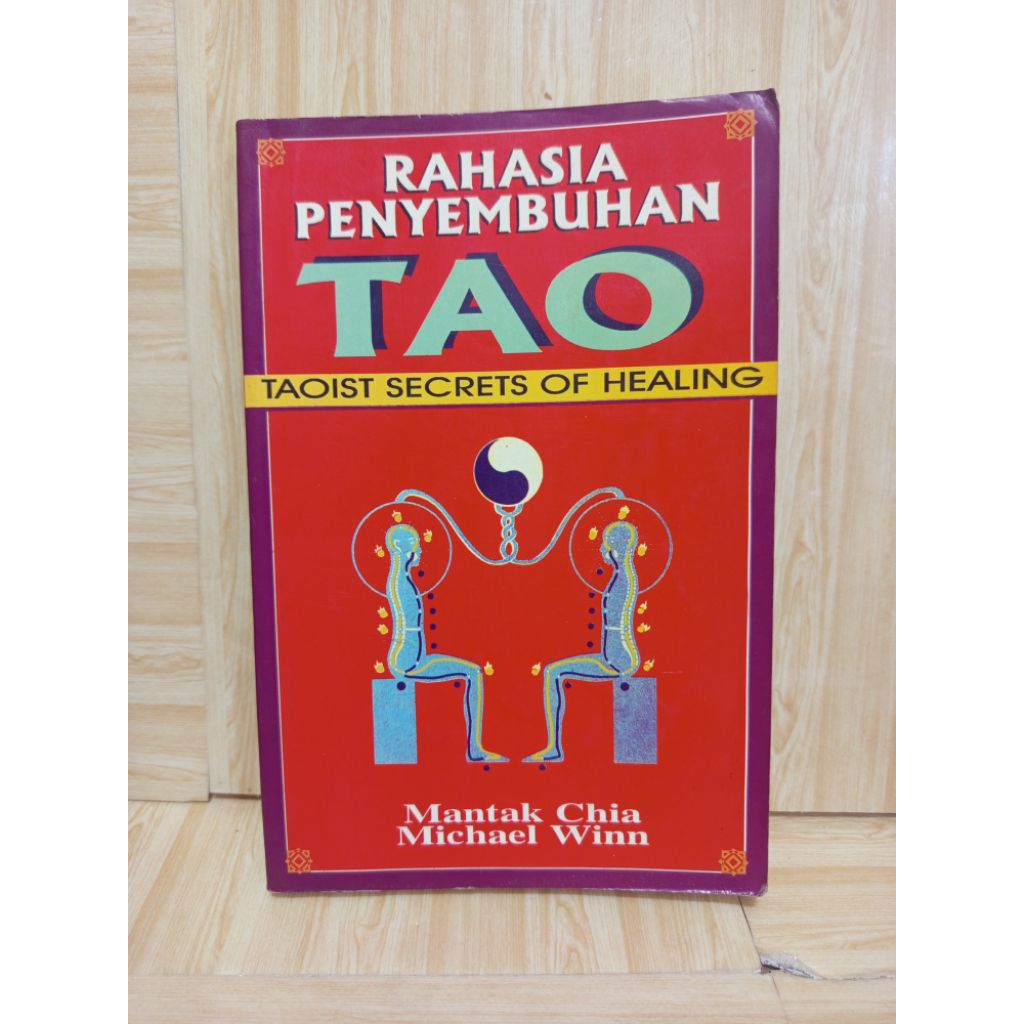 RAHASIA
PENYEMBUHAN
TAO
TAOIST SECRETS OF HEALING
Mantak Chia
Michael Winn